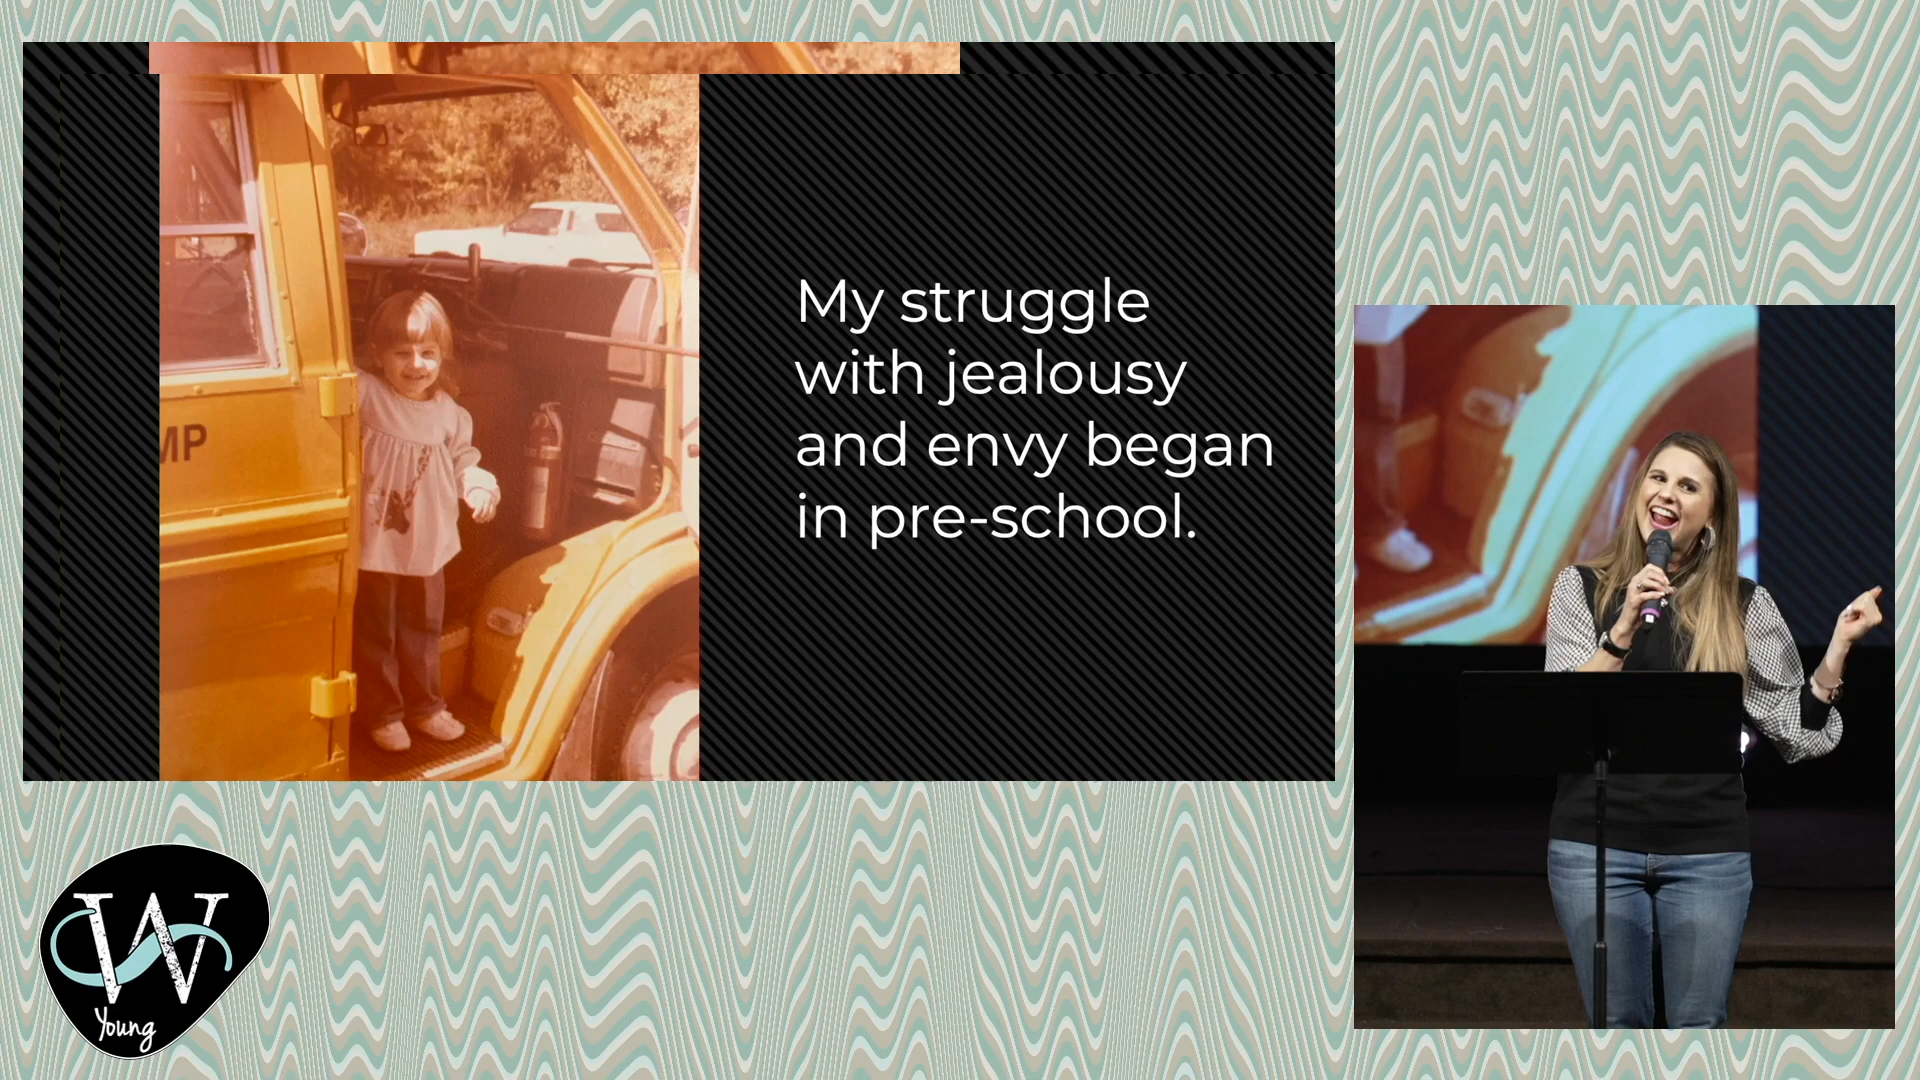 MP
My struggle
with jealousy
and envy began
in pre-school.
W
Young